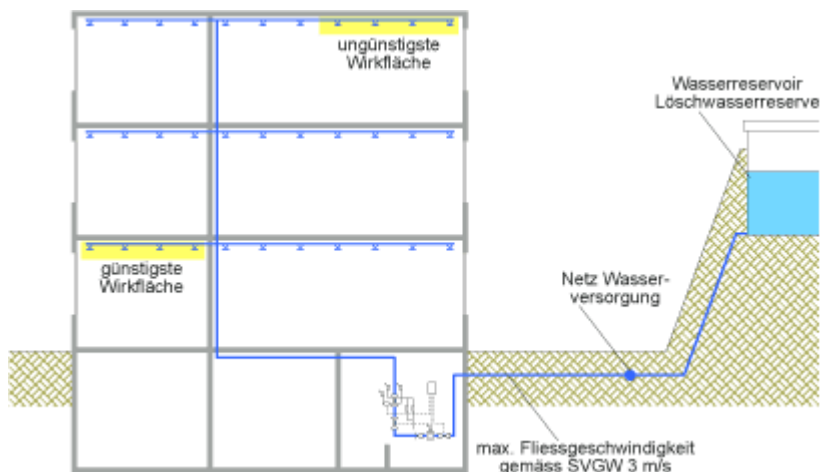 ungünstigste
Wirkfläche
Wasserreservoir
Löschwasserreserve
günstigste
Wirkfläche
Netz Wasser-
versorgung
max. Fliessgeschwindigkeit
gemäss SVGW 3 m/s